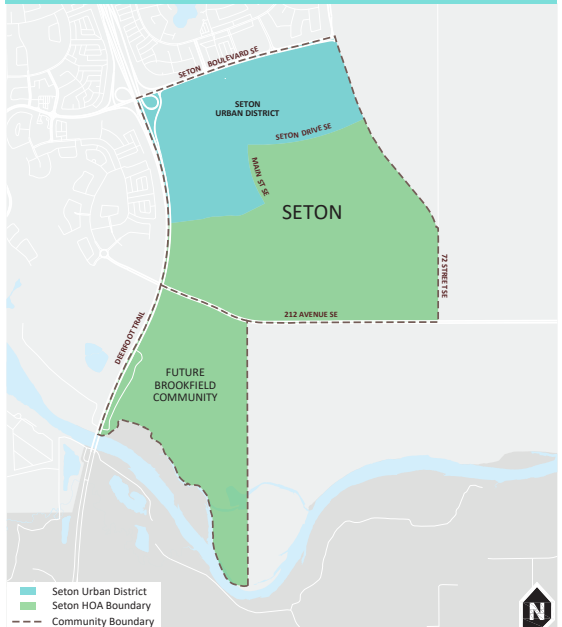 SETON BOULEVARD SE
SETON
URBAN DISTRICT
SETON DRIVE SE
MAIN ST SE
SETON
72 STREET SE
212 AVENUE SE
DEERFOOT TRAIL
FUTURE
BROOKFIELD
COMMUNITY
Seton Urban District
Seton HOA Boundary
Community Boundary
N